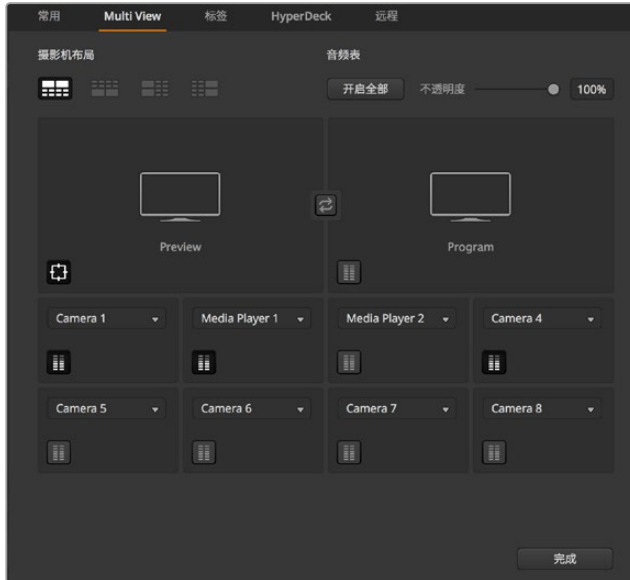 常用 Multi View 标签 HyperDeck 远程
摄影机布局 音频表
开启全部 不透明度 100%
Preview Program
Camera 1 Media Player 1 Media Player 2 Camera 4
Camera 5 Camera 6 Camera 7 Camera 8
完成